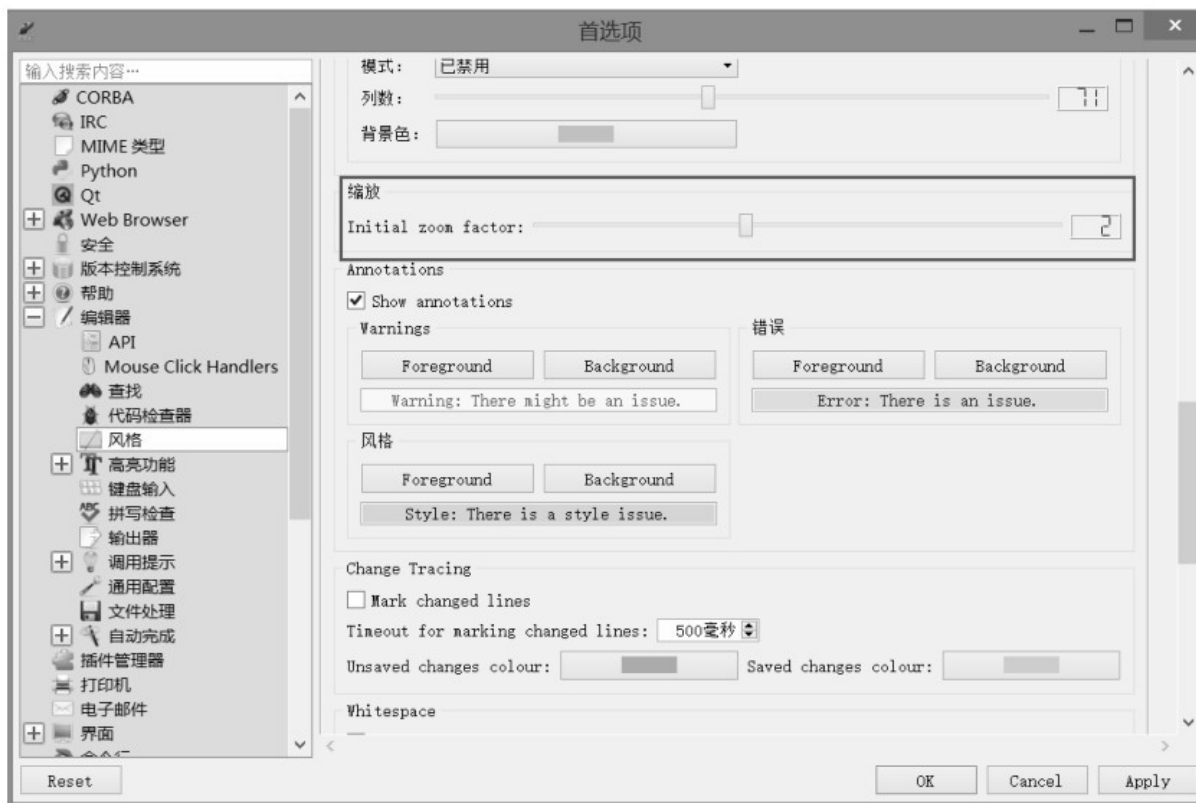 首选项
输入搜索内容…
CORBA
IRC
MIME 类型
Python
Qt
Web Browser
安全
版本控制系统
帮助
编辑器
API
Mouse Click Handlers
查找
代码检查器
风格
高亮功能
键盘输入
拼写检查
输出器
调用提示
通用配置
文件处理
自动完成
插件管理器
打印机
电子邮件
界面
模式： 已禁用
列数： 71
背景色：
缩放
Initial zoom factor: 2
Annotations
Show annotations
Warnings
Foreground Background
Warning: There might be an issue.
错误
Foreground Background
Error: There is an issue.
风格
Foreground Background
Style: There is a style issue.
Change Tracing
Mark changed lines
Timeout for marking changed lines: 500毫秒
Unsaved changes colour: Saved changes colour:
Whitespace
Reset OK Cancel Apply